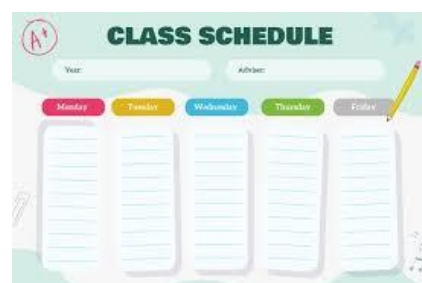 A+
CLASS SCHEDULE
Year: Adviser:
Monday Tuesday Wednesday Thursday Friday